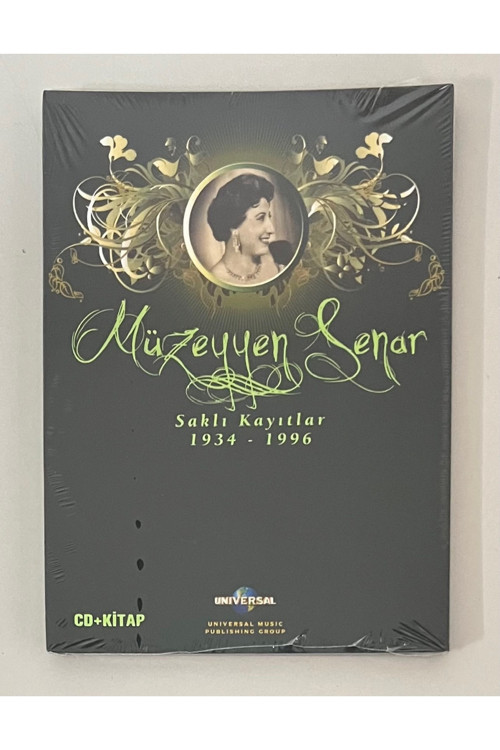 Müzeyyen Senar
Saklı Kayıtlar
1934 - 1996
UNIVERSAL
UNIVERSAL MUSIC
PUBLISHING GROUP
CD+KİTAP